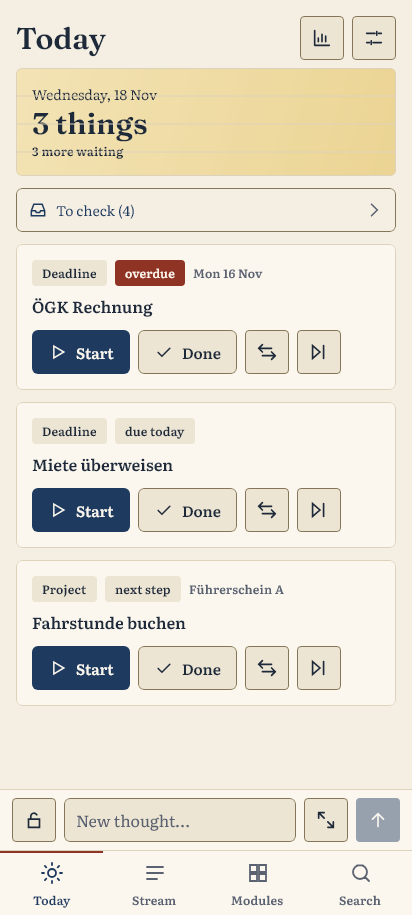 Today
Wednesday, 18 Nov
3 things
3 more waiting
To check (4)
Deadline overdue Mon 16 Nov
ÖGK Rechnung
Start Done
Deadline due today
Miete überweisen
Start Done
Project next step Führerschein A
Fahrstunde buchen
Start Done
New thought…
Today Stream Modules Search